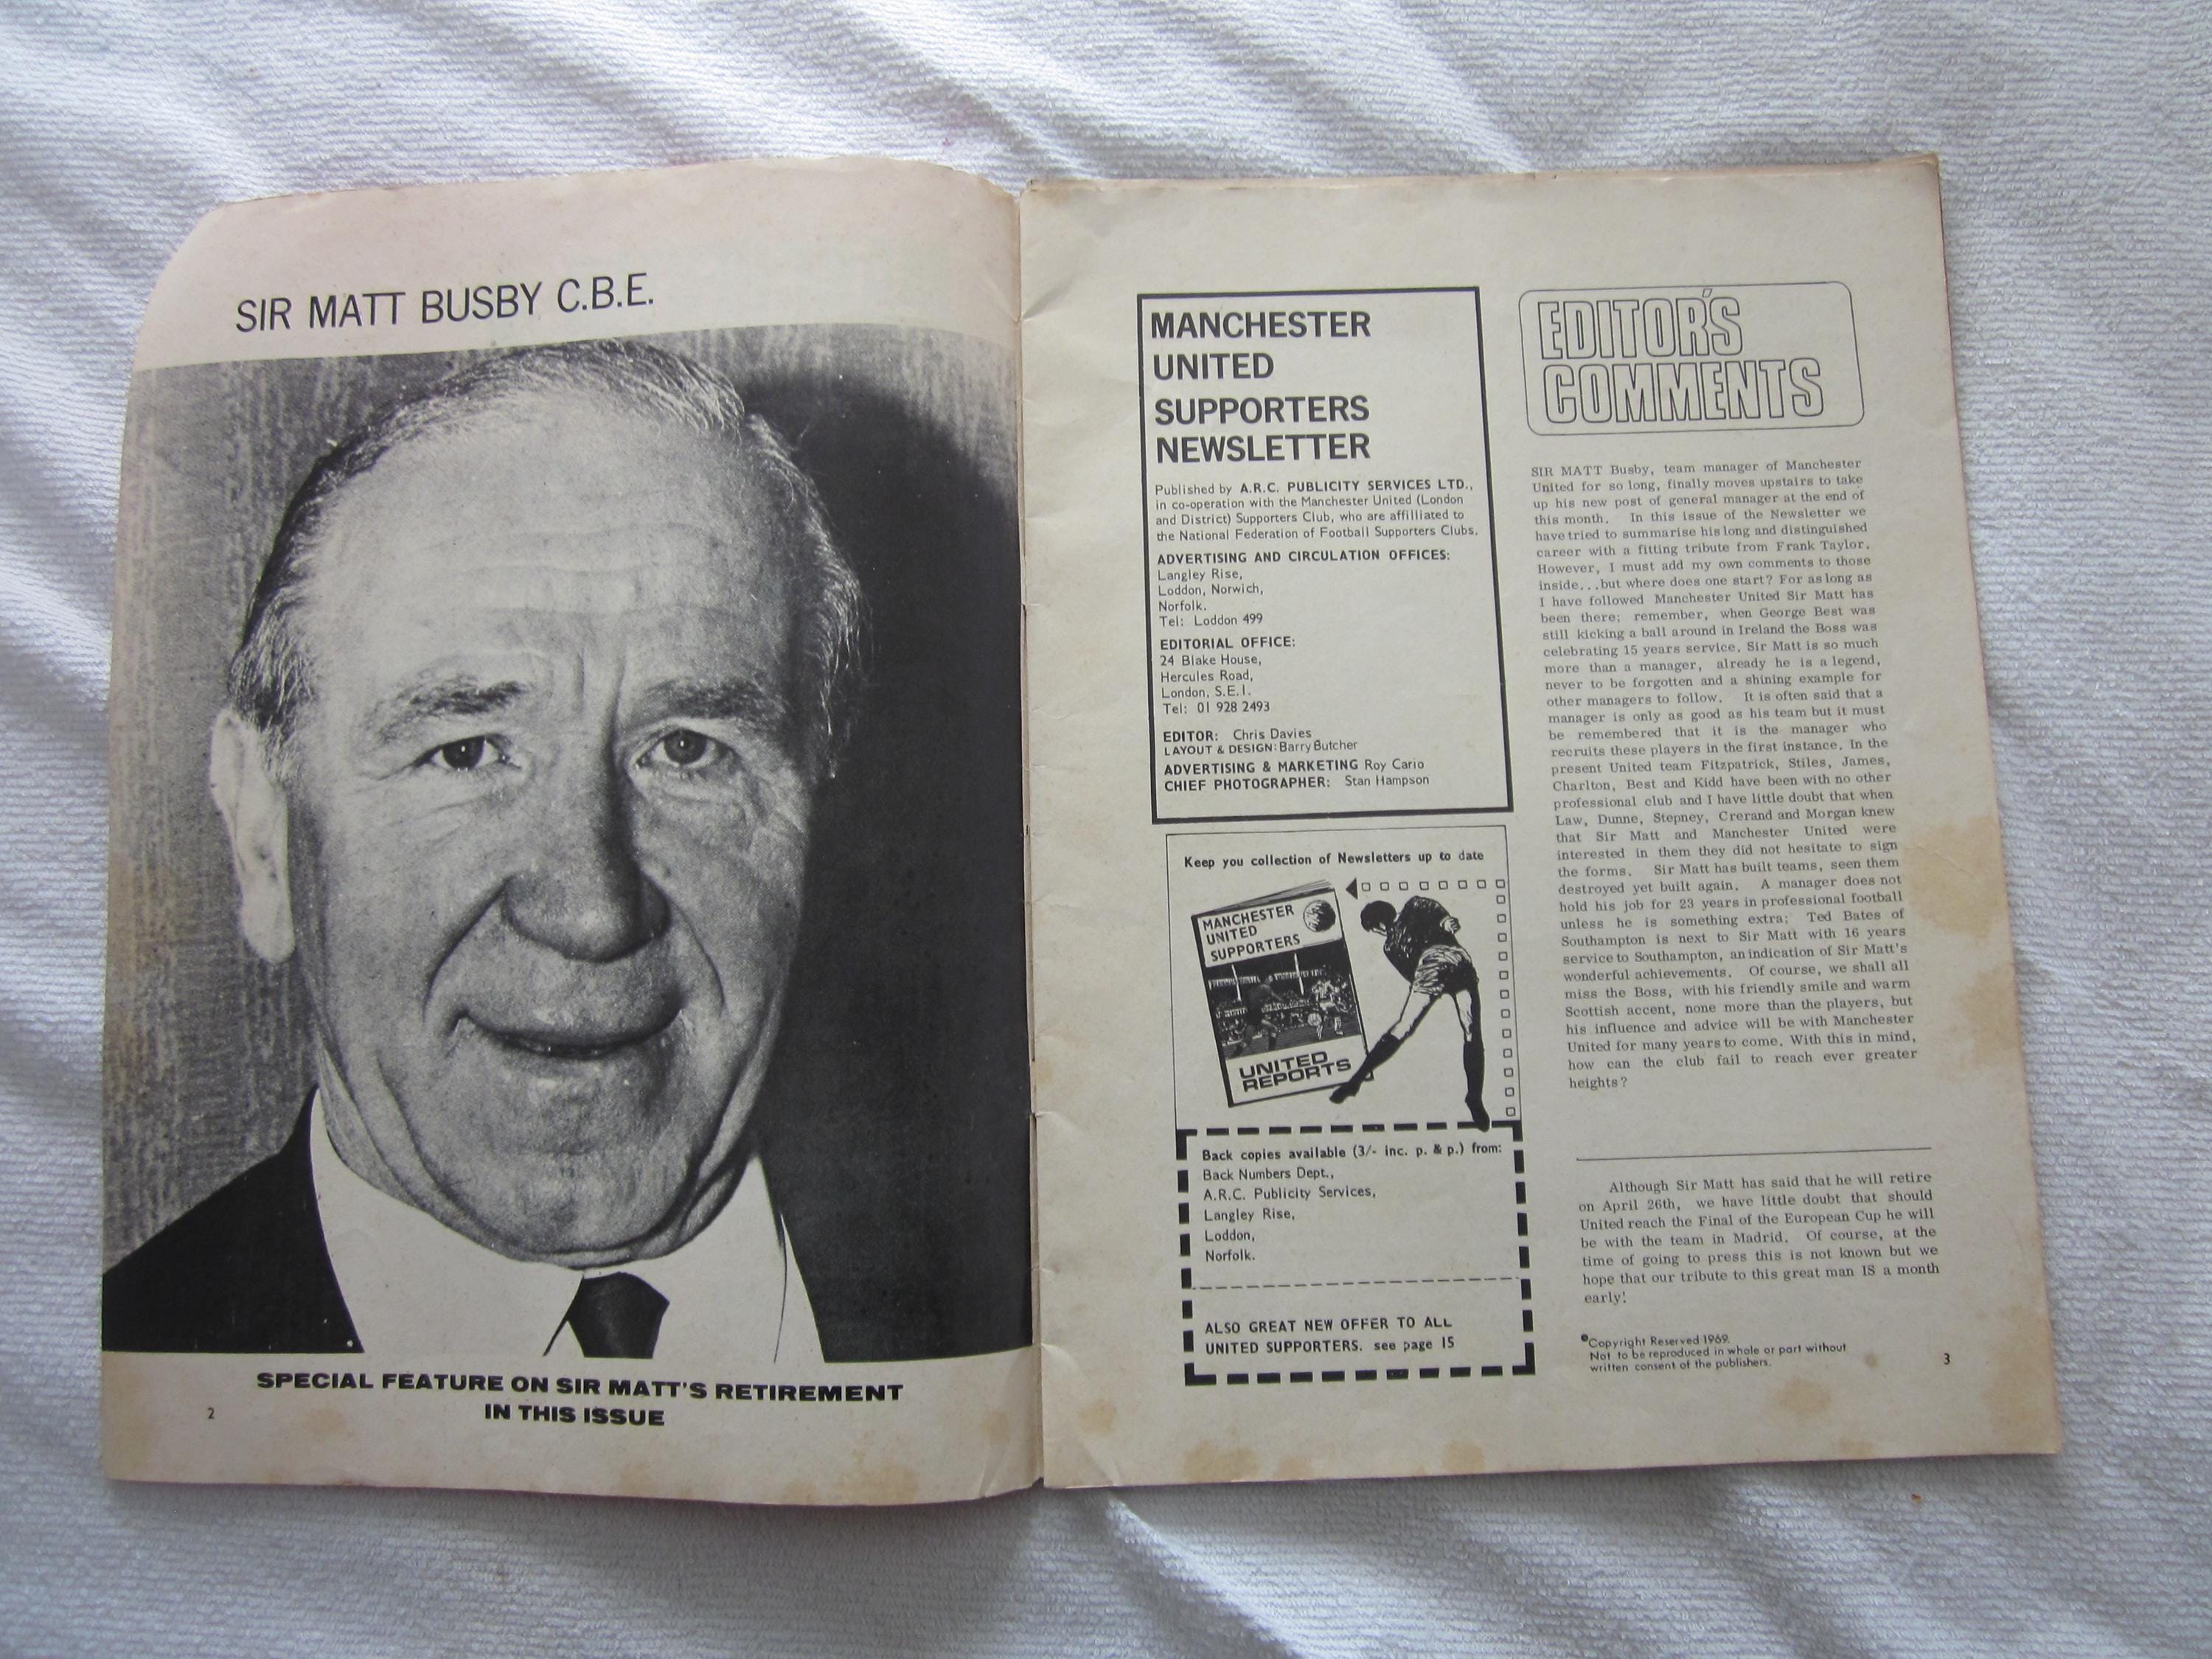 SIR MATT BUSBY C.B.E.
SPECIAL FEATURE ON SIR MATT'S RETIREMENT
IN THIS ISSUE
2
MANCHESTER
UNITED
SUPPORTERS
NEWSLETTER
Published by A.R.C. PUBLICITY SERVICES LTD.,
in co-operation with the Manchester United (London
and District) Supporters Club, who are affilliated to
the National Federation of Football Supporters Clubs.
ADVERTISING AND CIRCULATION OFFICES:
Langley Rise,
Loddon, Norwich,
Norfolk.
Tel: Loddon 499
EDITORIAL OFFICE:
24 Blake House,
Hercules Road,
London, S.E.1.
Tel: 01 928 2493
EDITOR: Chris Davies
LAYOUT & DESIGN: Barry Butcher
ADVERTISING & MARKETING Roy Cario
CHIEF PHOTOGRAPHER: Stan Hampson
Keep you collection of Newsletters up to date
MANCHESTER
UNITED
SUPPORTERS
UNITED
REPORTS
Back copies available (3/- inc. p. & p.) from:
Back Numbers Dept.,
A.R.C. Publicity Services,
Langley Rise,
Loddon,
Norfolk.
ALSO GREAT NEW OFFER TO ALL
UNITED SUPPORTERS. see page 15
EDITOR'S
COMMENTS
SIR MATT Busby, team manager of Manchester
United for so long, finally moves upstairs to take
up his new post of general manager at the end of
this month. In this issue of the Newsletter we
have tried to summarise his long and distinguished
career with a fitting tribute from Frank Taylor.
However, I must add my own comments to those
inside...but where does one start? For as long as
I have followed Manchester United Sir Matt has
been there; remember, when George Best was
still kicking a ball around in Ireland the Boss was
celebrating 15 years service. Sir Matt is so much
more than a manager, already he is a legend,
never to be forgotten and a shining example for
other managers to follow. It is often said that a
manager is only as good as his team but it must
be remembered that it is the manager who
recruits these players in the first instance. In the
present United team Fitzpatrick, Stiles, James,
Charlton, Best and Kidd have been with no other
professional club and I have little doubt that when
Law, Dunne, Stepney, Crerand and Morgan knew
that Sir Matt and Manchester United were
interested in them they did not hesitate to sign
the forms. Sir Matt has built teams, seen them
destroyed yet built again. A manager does not
hold his job for 23 years in professional football
unless he is something extra; Ted Bates of
Southampton is next to Sir Matt with 16 years
service to Southampton, an indication of Sir Matt's
wonderful achievements. Of course, we shall all
miss the Boss, with his friendly smile and warm
Scottish accent, none more than the players, but
his influence and advice will be with Manchester
United for many years to come. With this in mind,
how can the club fail to reach ever greater
heights?
Although Sir Matt has said that he will retire
on April 26th, we have little doubt that should
United reach the Final of the European Cup he will
be with the team in Madrid. Of course, at the
time of going to press this is not known but we
hope that our tribute to this great man IS a month
early!
Copyright Reserved 1969.
Not to be reproduced in whole or part without
written consent of the publishers.
3